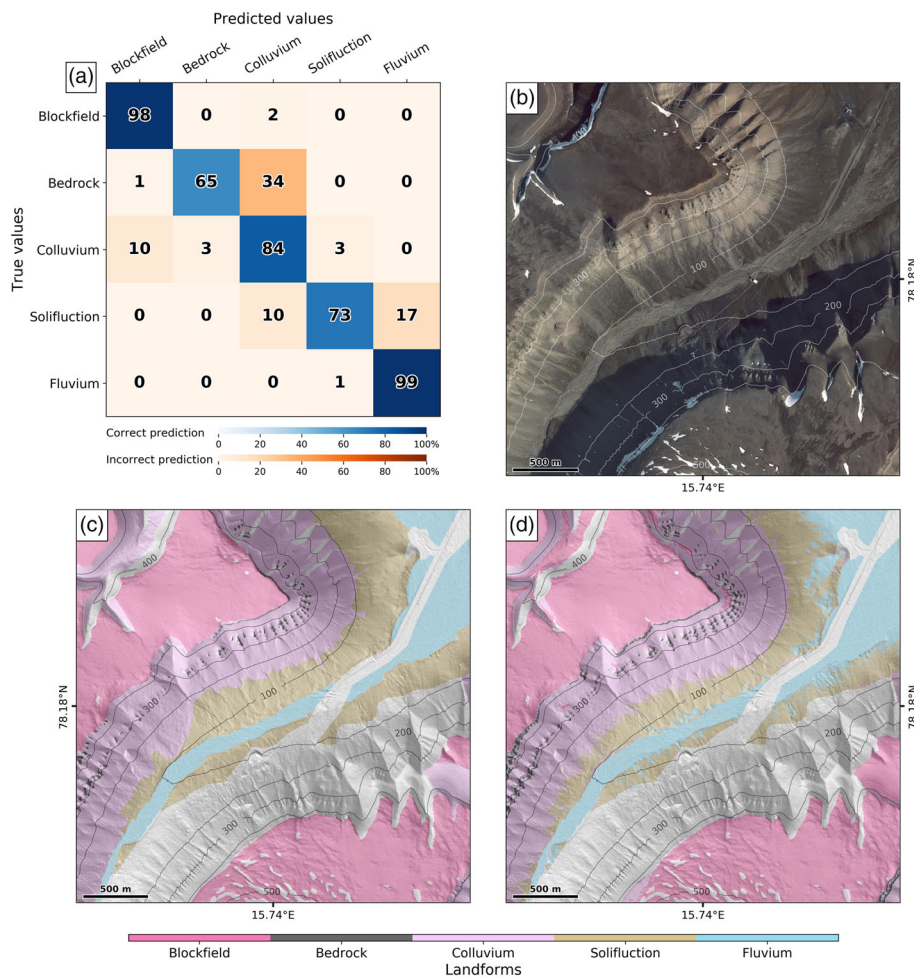 Predicted values
Blockfield Bedrock Colluvium Solifluction Fluvium
(a)
True values
Blockfield 98 0 2 0 0
Bedrock 1 65 34 0 0
Colluvium 10 3 84 3 0
Solifluction 0 0 10 73 17
Fluvium 0 0 0 1 99
Correct prediction
0 20 40 60 80 100%
Incorrect prediction
0 20 40 60 80 100%
(b)
400
300
100
200
300
500
500 m
78.18°N
15.74°E
(c)
400
300
100
200
300
500
500 m
78.18°N
15.74°E
(d)
400
300
100
200
300
500
500 m
78.18°N
15.74°E
Blockfield Bedrock Colluvium Solifluction Fluvium
Landforms